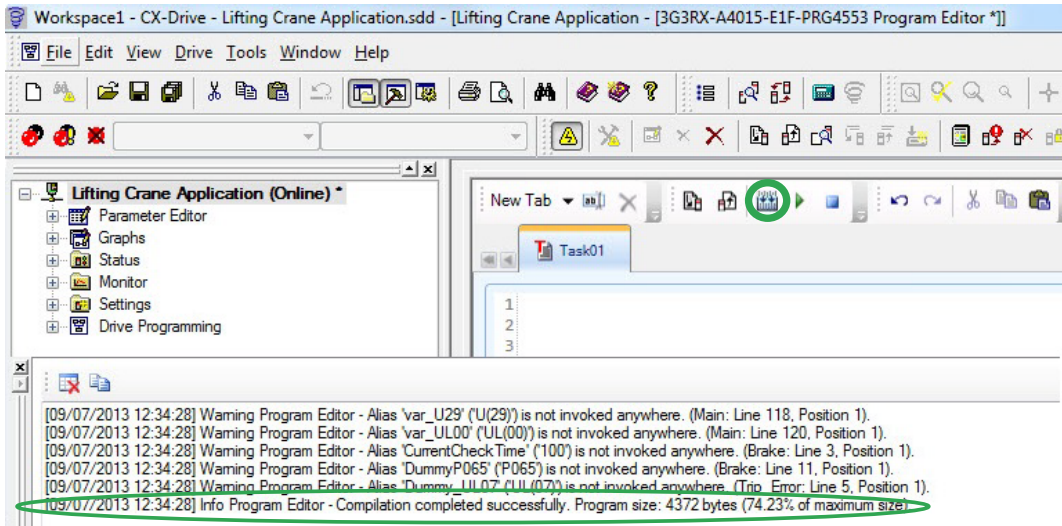 Workspace1 - CX-Drive - Lifting Crane Application.sdd - [Lifting Crane Application - [3G3RX-A4015-E1F-PRG4553 Program Editor *]]
File Edit View Drive Tools Window Help
Lifting Crane Application (Online) *
Parameter Editor
Graphs
Status
Monitor
Settings
Drive Programming
New Tab
Task01
1
2
3
[09/07/2013 12:34:28] Warning Program Editor - Alias 'var_U29' ('U(29)') is not invoked anywhere. (Main: Line 118, Position 1).
[09/07/2013 12:34:28] Warning Program Editor - Alias 'var_UL00' ('UL(00)') is not invoked anywhere. (Main: Line 120, Position 1).
[09/07/2013 12:34:28] Warning Program Editor - Alias 'CurrentCheckTime' ('100') is not invoked anywhere. (Brake: Line 3, Position 1).
[09/07/2013 12:34:28] Warning Program Editor - Alias 'DummyP065' ('P065') is not invoked anywhere. (Brake: Line 11, Position 1).
[09/07/2013 12:34:28] Warning Program Editor - Alias 'Dummy_UL07' ('UL(07)') is not invoked anywhere. (Trip_Error: Line 5, Position 1).
[09/07/2013 12:34:28] Info Program Editor - Compilation completed successfully. Program size: 4372 bytes (74.23% of maximum size)